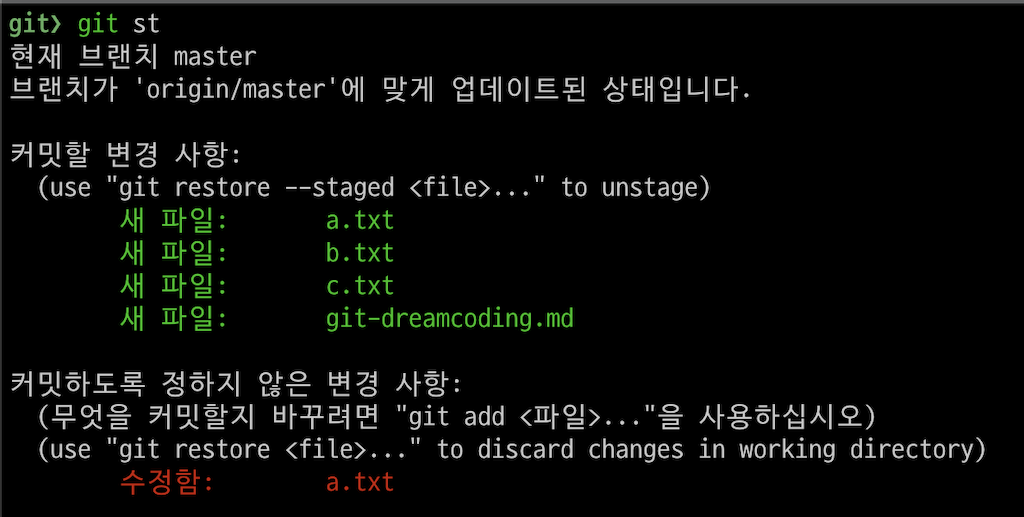 git❯ git st
현재 브랜치 master
브랜치가 'origin/master'에 맞게 업데이트된 상태입니다.
커밋할 변경 사항:
(use "git restore --staged <file>..." to unstage)
새 파일: a.txt
새 파일: b.txt
새 파일: c.txt
새 파일: git-dreamcoding.md
커밋하도록 정하지 않은 변경 사항:
(무엇을 커밋할지 바꾸려면 "git add <파일>..."을 사용하십시오)
(use "git restore <file>..." to discard changes in working directory)
수정함: a.txt